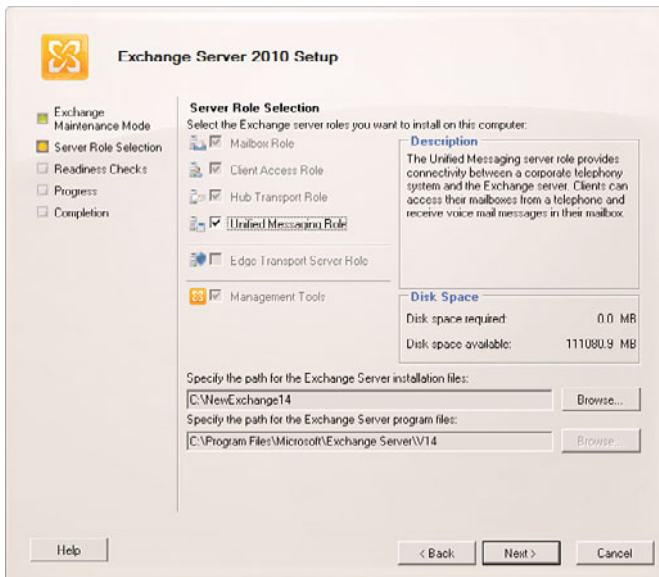 Exchange Server 2010 Setup
Exchange
Maintenance Mode
Server Role Selection
Readiness Checks
Progress
Completion
Server Role Selection
Select the Exchange server roles you want to install on this computer:
Mailbox Role
Client Access Role
Hub Transport Role
Unified Messaging Role
Edge Transport Server Role
Management Tools
Description
The Unified Messaging server role provides
connectivity between a corporate telephony
system and the Exchange server. Clients can
access their mailboxes from a telephone and
receive voice mail messages in their mailbox.
Disk Space
Disk space required: 0.0 MB
Disk space available: 111080.9 MB
Specify the path for the Exchange Server installation files:
C:\NewExchange14
Browse...
Specify the path for the Exchange Server program files:
C:\Program Files\Microsoft\Exchange Server\V14
Browse...
Help
< Back
Next >
Cancel